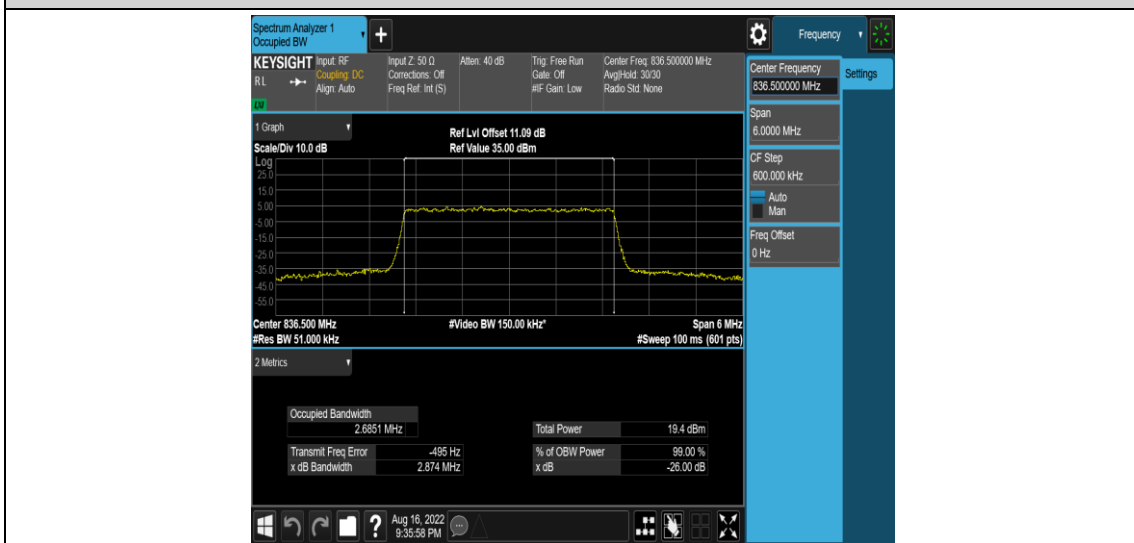 Spectrum Analyzer 1
Occupied BW
+
Frequency
KEYSIGHT
RL
LXI
Input: RF
Coupling: DC
Align: Auto
Input Z: 50 Ω
Corrections: Off
Freq Ref: Int (S)
Atten: 40 dB
Trig: Free Run
Gate: Off
#IF Gain: Low
Center Freq: 836.500000 MHz
Avg|Hold: 30/30
Radio Std: None
Center Frequency
836.500000 MHz
Settings
Span
6.0000 MHz
CF Step
600.000 kHz
Auto
Man
Freq Offset
0 Hz
1 Graph
Scale/Div 10.0 dB
Ref Lvl Offset 11.09 dB
Ref Value 35.00 dBm
Log
25.0
15.0
5.00
-5.00
-15.0
-25.0
-35.0
-45.0
-55.0
Center 836.500 MHz
#Video BW 150.00 kHz*
Span 6 MHz
#Res BW 51.000 kHz
#Sweep 100 ms (601 pts)
2 Metrics
Occupied Bandwidth
2.6851 MHz
Total Power 19.4 dBm
Transmit Freq Error -495 Hz
% of OBW Power 99.00 %
x dB Bandwidth 2.874 MHz
x dB -26.00 dB
?
Aug 16, 2022
9:35:58 PM